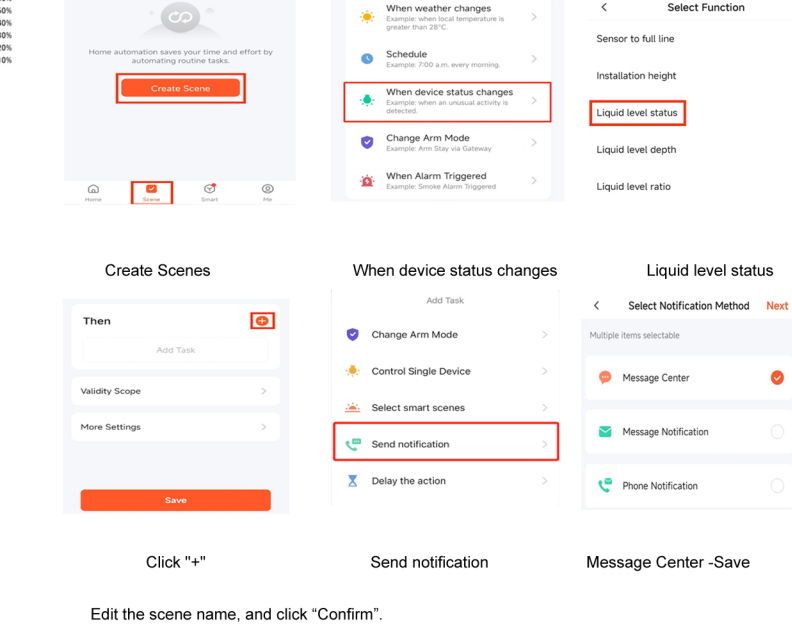 50%
40%
30%
20%
10%
Home automation saves your time and effort by
automating routine tasks.
Create Scene
Home
Scene
Smart
Me
When weather changes
Example: when local temperature is
greater than 28°C.
Schedule
Example: 7:00 a.m. every morning.
When device status changes
Example: when an unusual activity is
detected.
Change Arm Mode
Example: Arm Stay via Gateway
When Alarm Triggered
Example: Smoke Alarm Triggered
Select Function
Sensor to full line
Installation height
Liquid level status
Liquid level depth
Liquid level ratio
Create Scenes
When device status changes
Liquid level status
Then
Add Task
Validity Scope
More Settings
Save
Add Task
Change Arm Mode
Control Single Device
Select smart scenes
Send notification
Delay the action
Select Notification Method Next
Multiple items selectable
Message Center
Message Notification
Phone Notification
Click "+"
Send notification
Message Center -Save
Edit the scene name, and click “Confirm”.